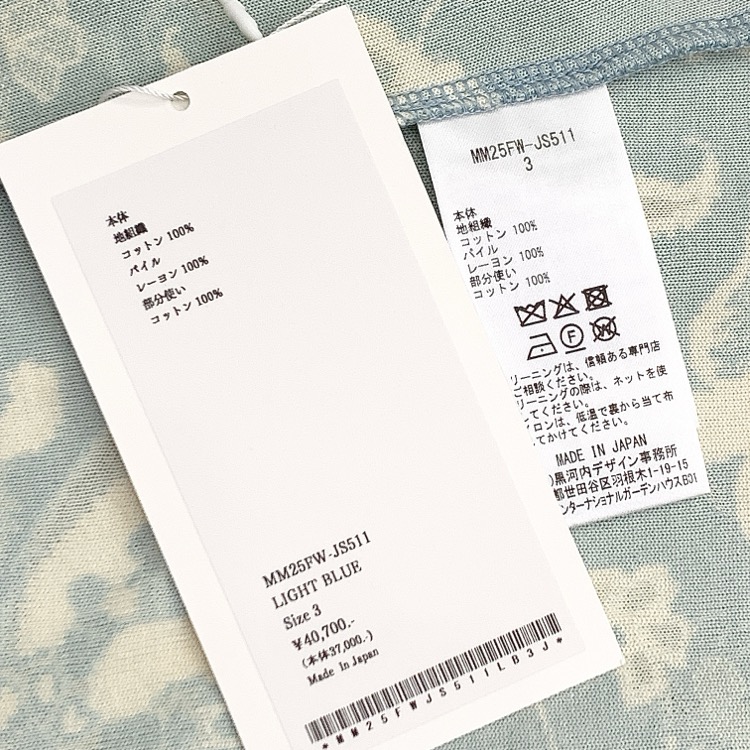 本体
地組織
コットン 100%
パイル
レーヨン 100%
部分使い
コットン 100%
MM25FW-JS511
LIGHT BLUE
Size 3
¥40,700.-
(本体37,000.-)
Made in Japan
*MM25FWJS511LB3J*
MM25FW-JS511
3
本体
地組織
コットン 100%
パイル
レーヨン 100%
部分使い
コットン 100%
F
W
リーニングは、信頼ある専門店
ご相談ください。
リーニングの際は、ネットを使
してください。
イロンは、低温で裏から当て布
してかけてください。
MADE IN JAPAN
)黒河内デザイン事務所
都世田谷区羽根木1-19-15
ンターナショナルガーデンハウスB01